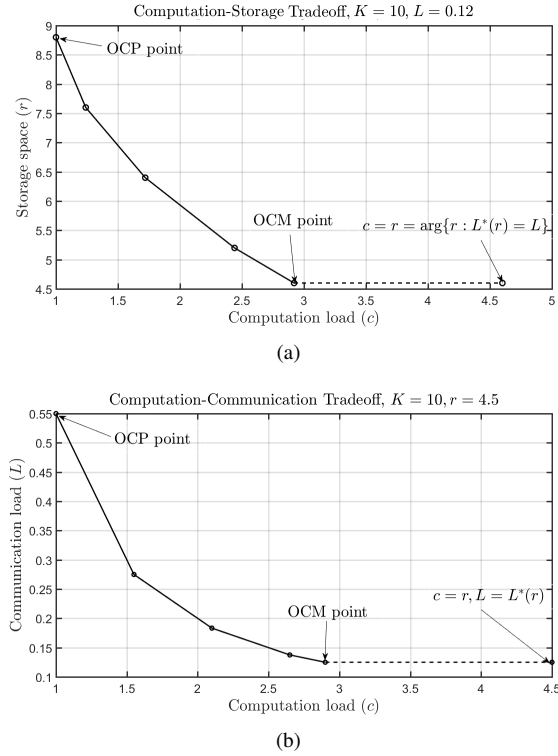 Computation-Storage Tradeoff, K = 10, L = 0.12
9
8.5
8
7.5
7
6.5
6
5.5
5
4.5
Storage space (r)
OCP point
OCM point
c = r = arg{r : L*(r) = L}
1 1.5 2 2.5 3 3.5 4 4.5 5
Computation load (c)
(a)
Computation-Communication Tradeoff, K = 10, r = 4.5
0.55
0.5
0.45
0.4
0.35
0.3
0.25
0.2
0.15
0.1
Communication load (L)
OCP point
OCM point
c = r, L = L*(r)
1 1.5 2 2.5 3 3.5 4 4.5
Computation load (c)
(b)